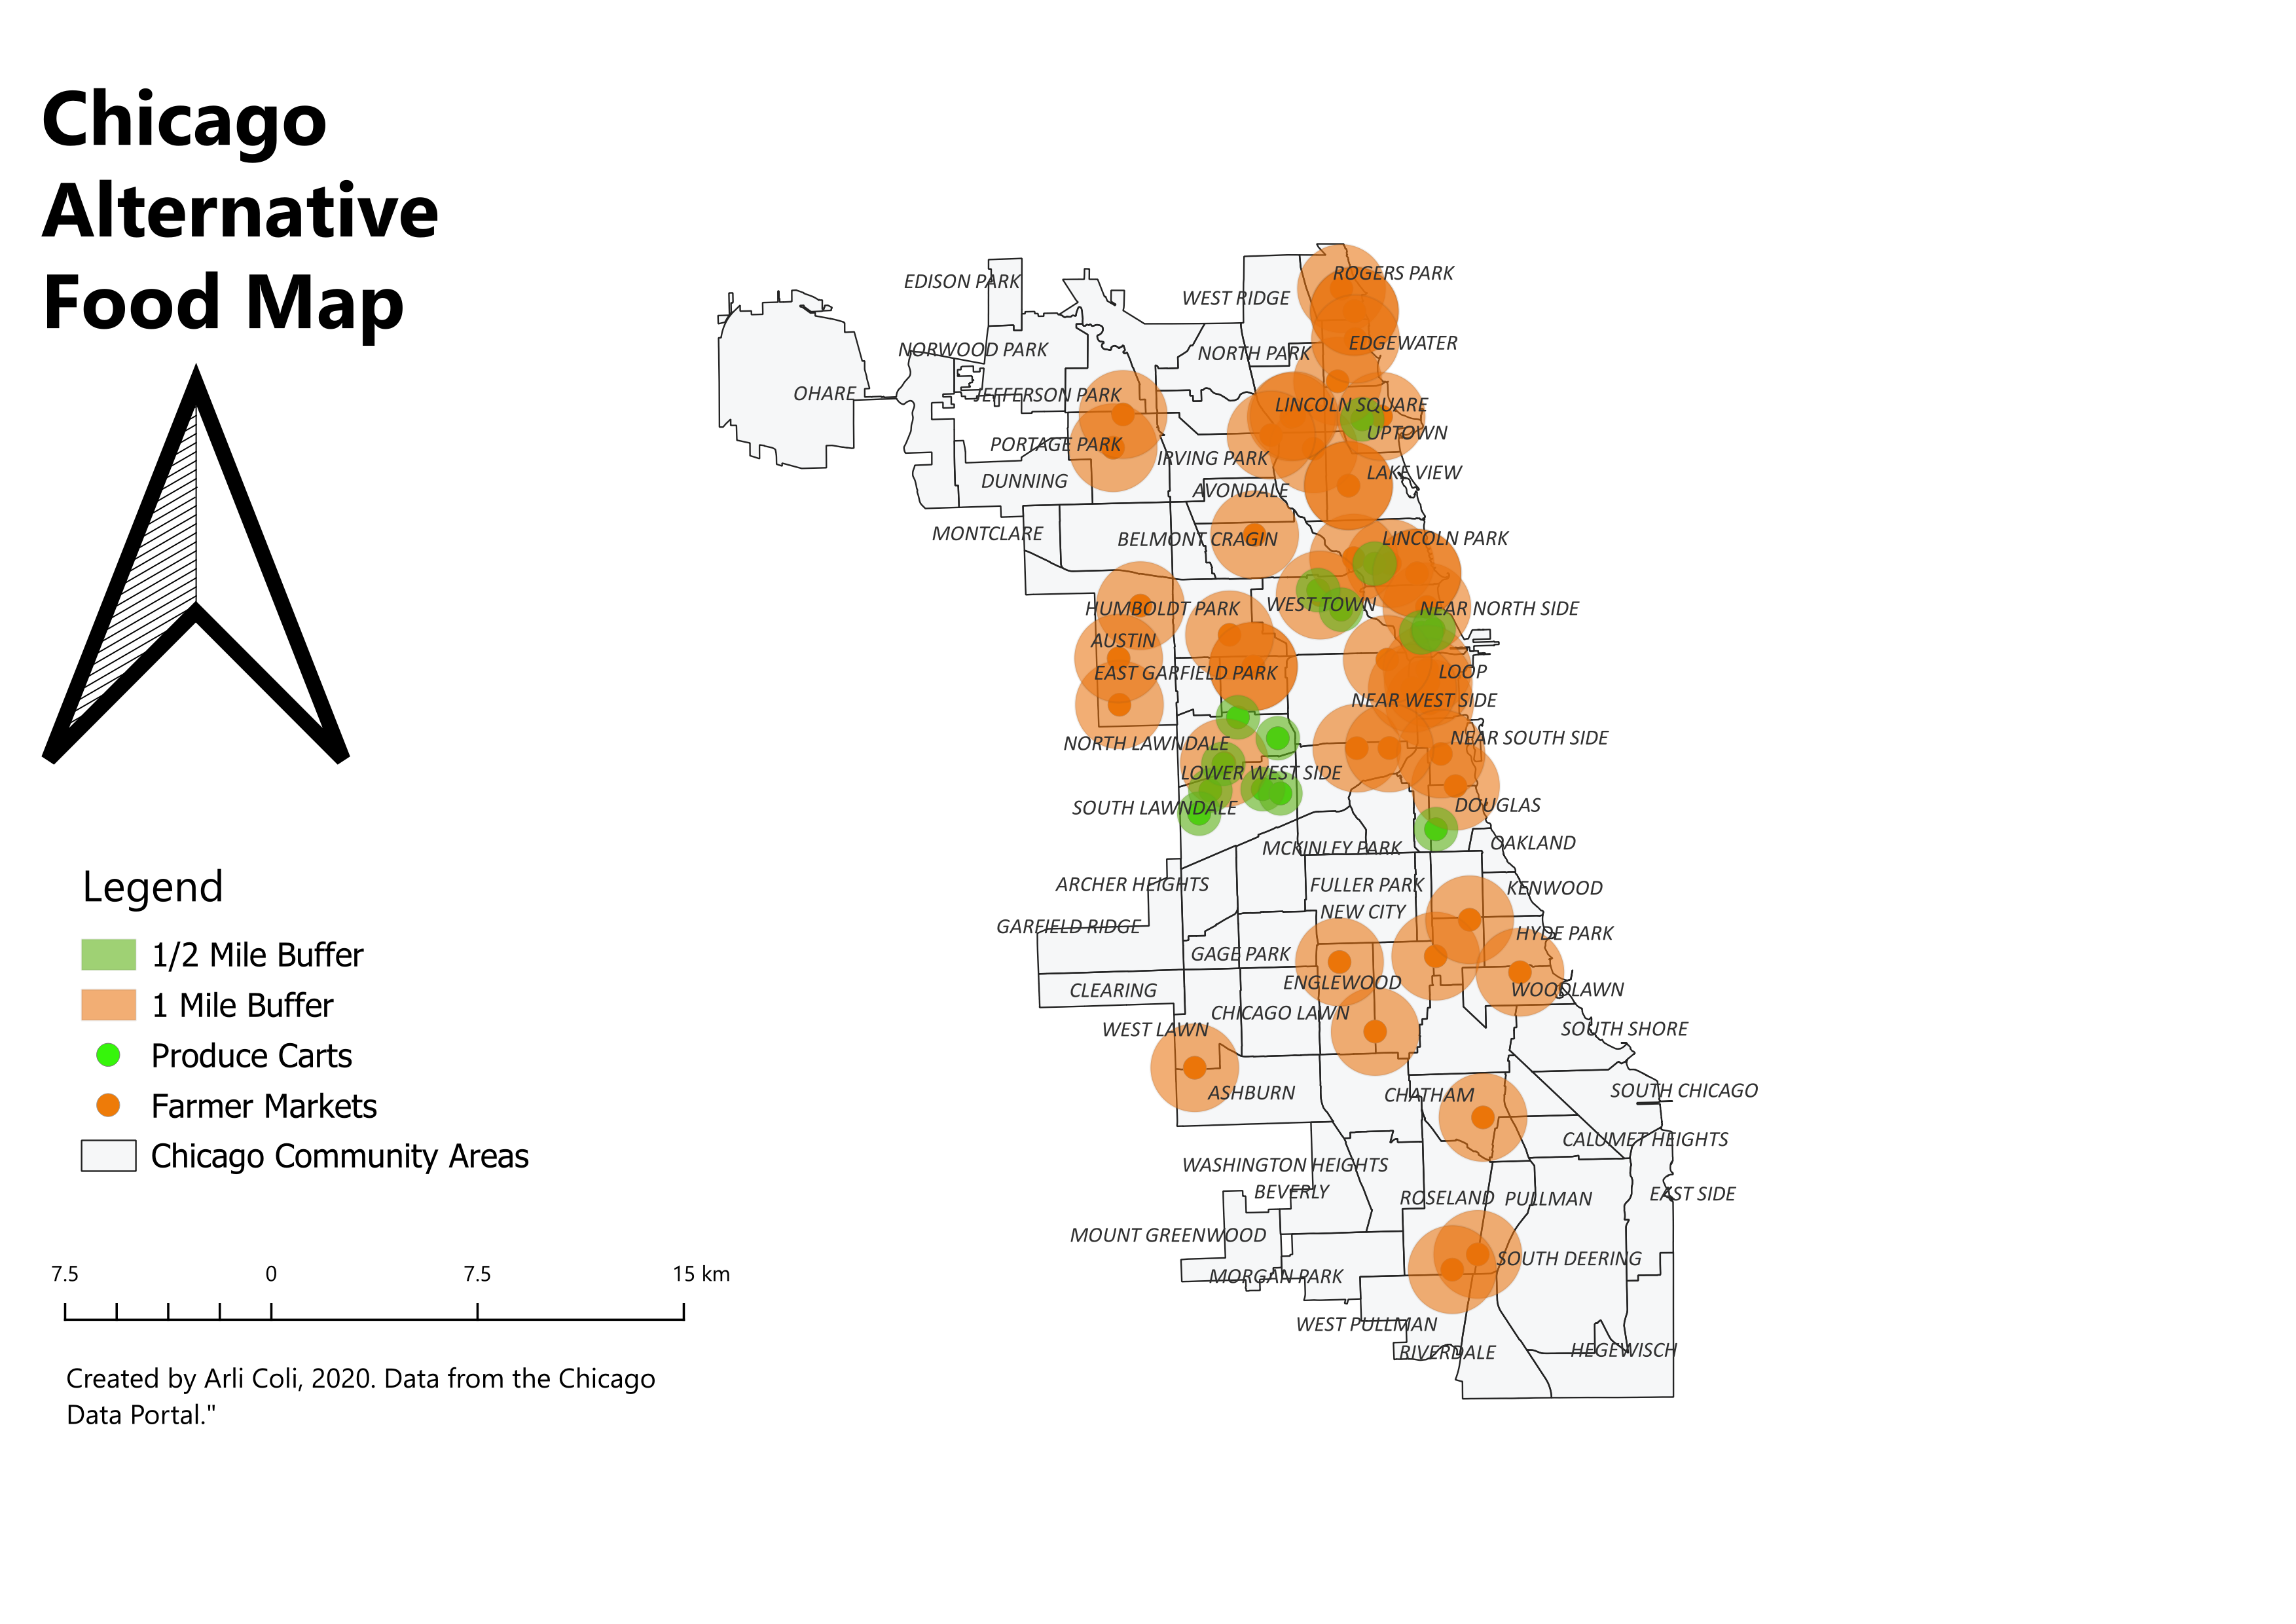 Chicago
Alternative
Food Map
EDISON PARK
ROGERS PARK
WEST RIDGE
NORWOOD PARK
NORTH PARK
EDGEWATER
OHARE
JEFFERSON PARK
LINCOLN SQUARE
UPTOWN
PORTAGE PARK
IRVING PARK
LAKE VIEW
DUNNING
AVONDALE
MONTCLARE
BELMONT CRAGIN
LINCOLN PARK
HUMBOLDT PARK
WEST TOWN
NEAR NORTH SIDE
AUSTIN
EAST GARFIELD PARK
LOOP
NEAR WEST SIDE
NORTH LAWNDALE
NEAR SOUTH SIDE
LOWER WEST SIDE
SOUTH LAWNDALE
DOUGLAS
MCKINLEY PARK
OAKLAND
ARCHER HEIGHTS
FULLER PARK
KENWOOD
NEW CITY
GARFIELD RIDGE
HYDE PARK
GAGE PARK
ENGLEWOOD
CLEARING
WOODLAWN
CHICAGO LAWN
WEST LAWN
SOUTH SHORE
ASHBURN
CHATHAM
SOUTH CHICAGO
CALUMET HEIGHTS
WASHINGTON HEIGHTS
BEVERLY
ROSELAND
PULLMAN
EAST SIDE
MOUNT GREENWOOD
SOUTH DEERING
MORGAN PARK
WEST PULLMAN
RIVERDALE
HEGEWISCH
Legend
1/2 Mile Buffer
1 Mile Buffer
Produce Carts
Farmer Markets
Chicago Community Areas
7.5 0 7.5 15 km
Created by Arli Coli, 2020. Data from the Chicago
Data Portal."